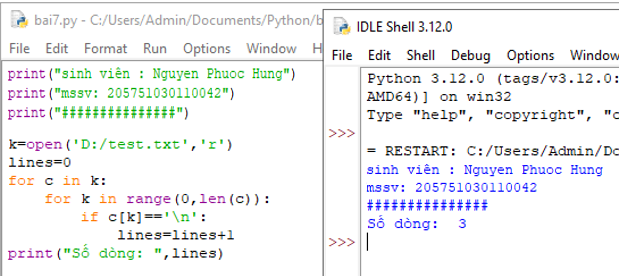 bai7.py - C:/Users/Admin/Documents/Python/b
File Edit Format Run Options Window H
print("sinh viên : Nguyen Phuoc Hung")
print("mssv: 205751030110042")
print("###############")
k=open('D:/test.txt','r')
lines=0
for c in k:
    for k in range(0,len(c)):
        if c[k]=='\n':
            lines=lines+1
print("Số dòng: ",lines)
IDLE Shell 3.12.0
File Edit Shell Debug Options Window
Python 3.12.0 (tags/v3.12.0:
AMD64)] on win32
Type "help", "copyright", "c
>>>
= RESTART: C:/Users/Admin/Do
sinh viên : Nguyen Phuoc Hung
mssv: 205751030110042
###############
Số dòng:  3
>>>